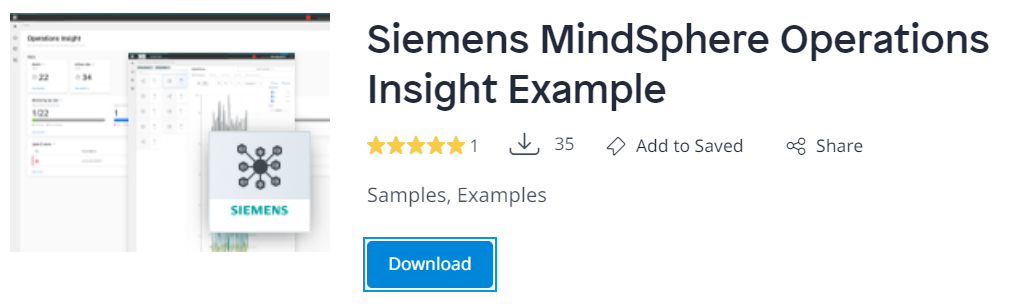 Operations Insight
22
34
1/22
1
SIEMENS
Siemens MindSphere Operations
Insight Example
1
35
Add to Saved
Share
Samples, Examples
Download